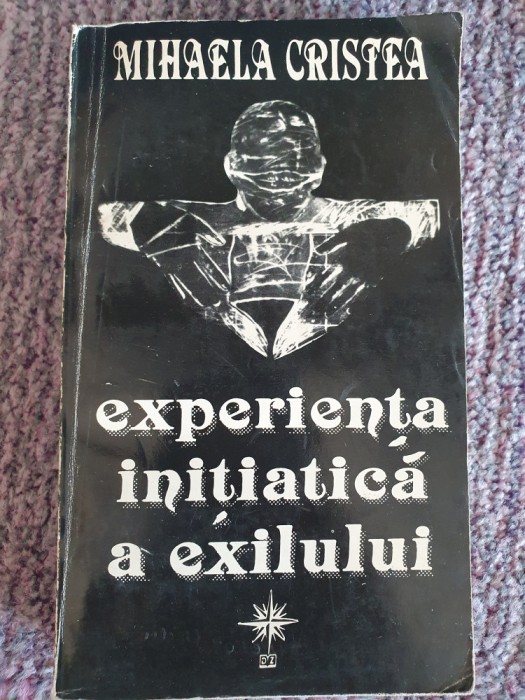 MIHAELA CRISTEA
experiența
inițiatică
a exilului